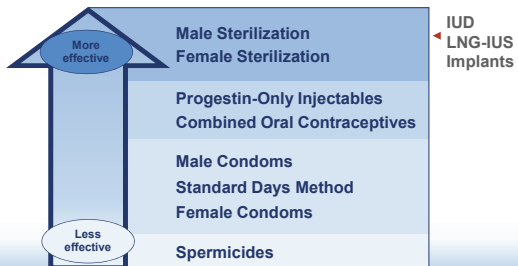 More
effective
Male Sterilization
Female Sterilization
IUD
LNG-IUS
Implants
Progestin-Only Injectables
Combined Oral Contraceptives
Male Condoms
Standard Days Method
Female Condoms
Less
effective
Spermicides